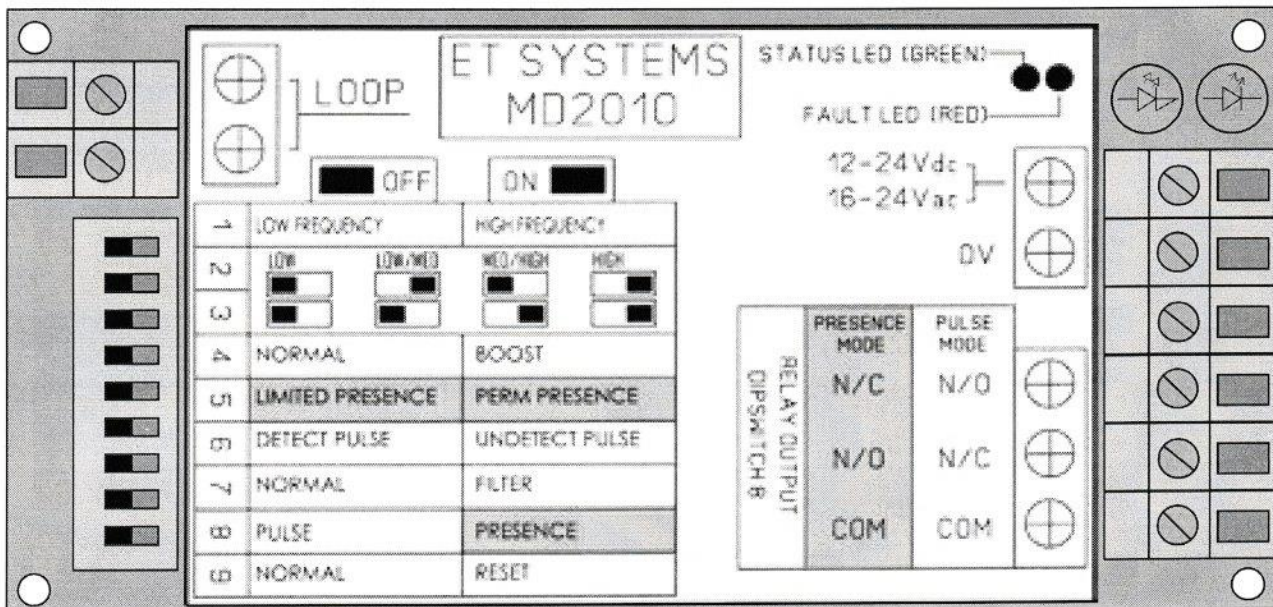 ET SYSTEMS
MD2010
LOOP
STATUS LED (GREEN)
FAULT LED (RED)
OFF
ON
12-24Vdc
16-24Vac
0V
1 LOW FREQUENCY HIGH FREQUENCY
2 LOW LOW/MED MED/HIGH HIGH
3
4 NORMAL BOOST
5 LIMITED PRESENCE PERM PRESENCE
6 DETECT PULSE UNDETECT PULSE
7 NORMAL FILTER
8 PULSE PRESENCE
9 NORMAL RESET
RELAY OUTPUT
DIPSWITCH 8
PRESENCE MODE
PULSE MODE
N/C N/O
N/O N/C
COM COM